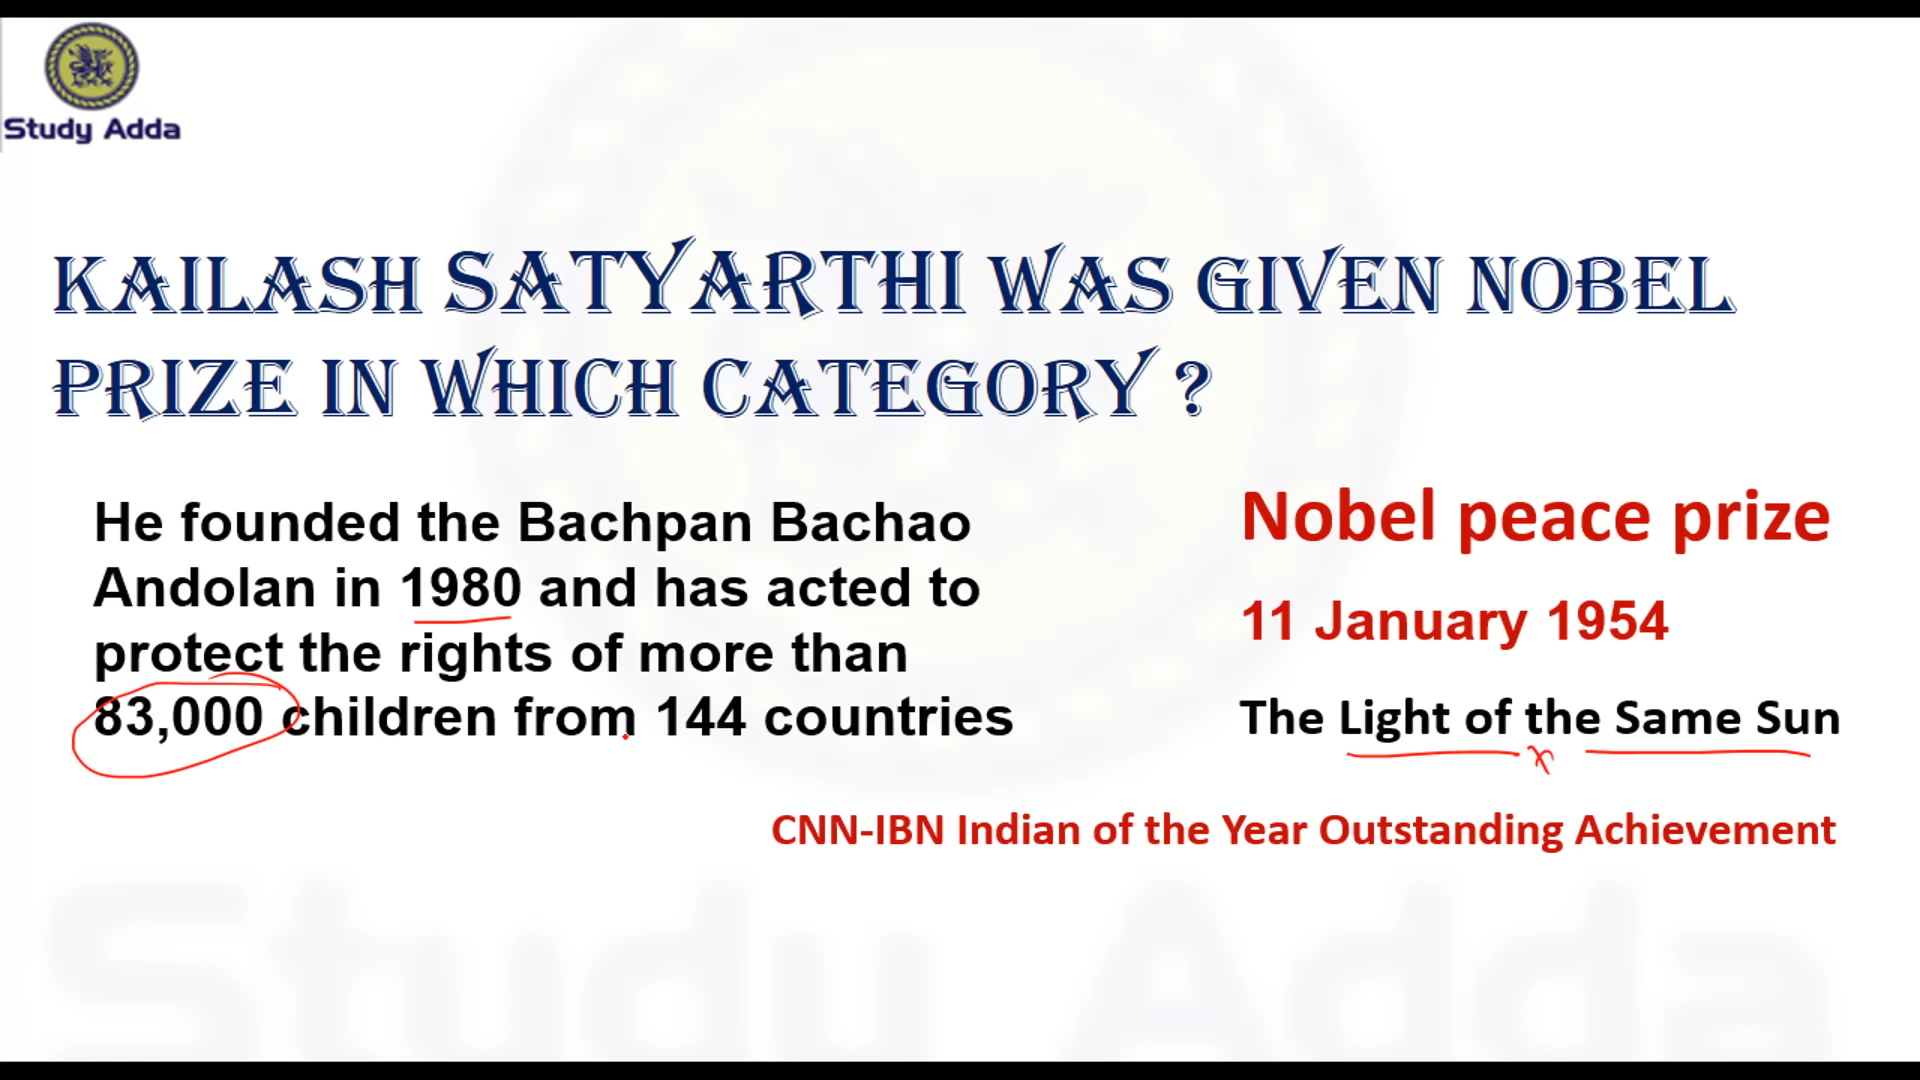 Study Adda
KAILASH SATYARTHI WAS GIVEN NOBEL
PRIZE IN WHICH CATEGORY ?
He founded the Bachpan Bachao
Andolan in 1980 and has acted to
protect the rights of more than
83,000 children from 144 countries
Nobel peace prize
11 January 1954
The Light of the Same Sun
CNN-IBN Indian of the Year Outstanding Achievement
Study Adda